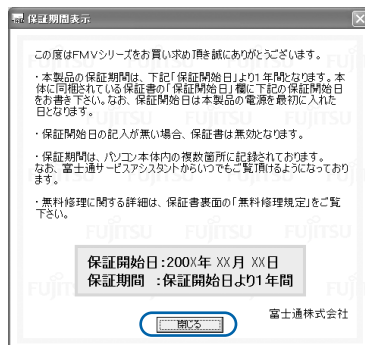 保証期間表示
この度はFMVシリーズをお買い求め頂き誠にありがとうございます。
・本製品の保証期間は、下記「保証開始日」より1年間となります。本
体に同梱されている保証書の「保証開始日」欄に下記の保証開始日
をお書き下さい。なお、保証開始日は本製品の電源を最初に入れた
日となります。
・保証開始日の記入が無い場合、保証書は無効となります。
・保証期間は、パソコン本体内の複数箇所に記録されております。
なお、富士通サービスアシスタントからいつでもご覧頂けるようになっており
ます。
・無料修理に関する詳細は、保証書裏面の「無料修理規定」をご覧
下さい。
保証開始日:200X年 XX月 XX日
保証期間 :保証開始日より1年間
富士通株式会社
閉じる